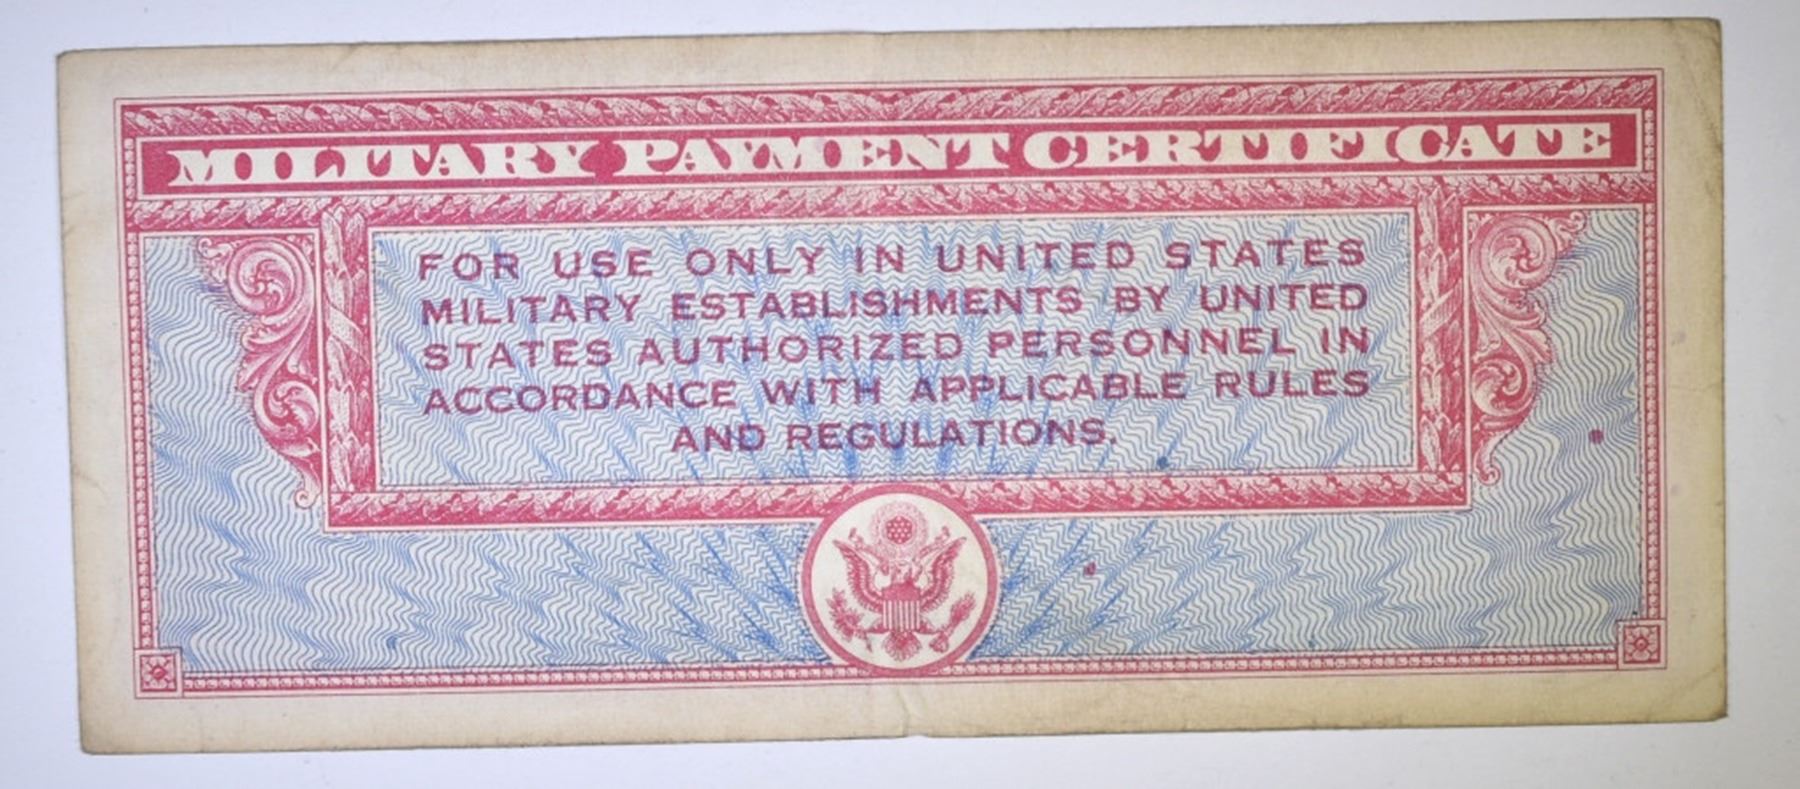 MILITARY PAYMENT CERTIFICATE
FOR USE ONLY IN UNITED STATES
MILITARY ESTABLISHMENTS BY UNITED
STATES AUTHORIZED PERSONNEL IN
ACCORDANCE WITH APPLICABLE RULES
AND REGULATIONS.